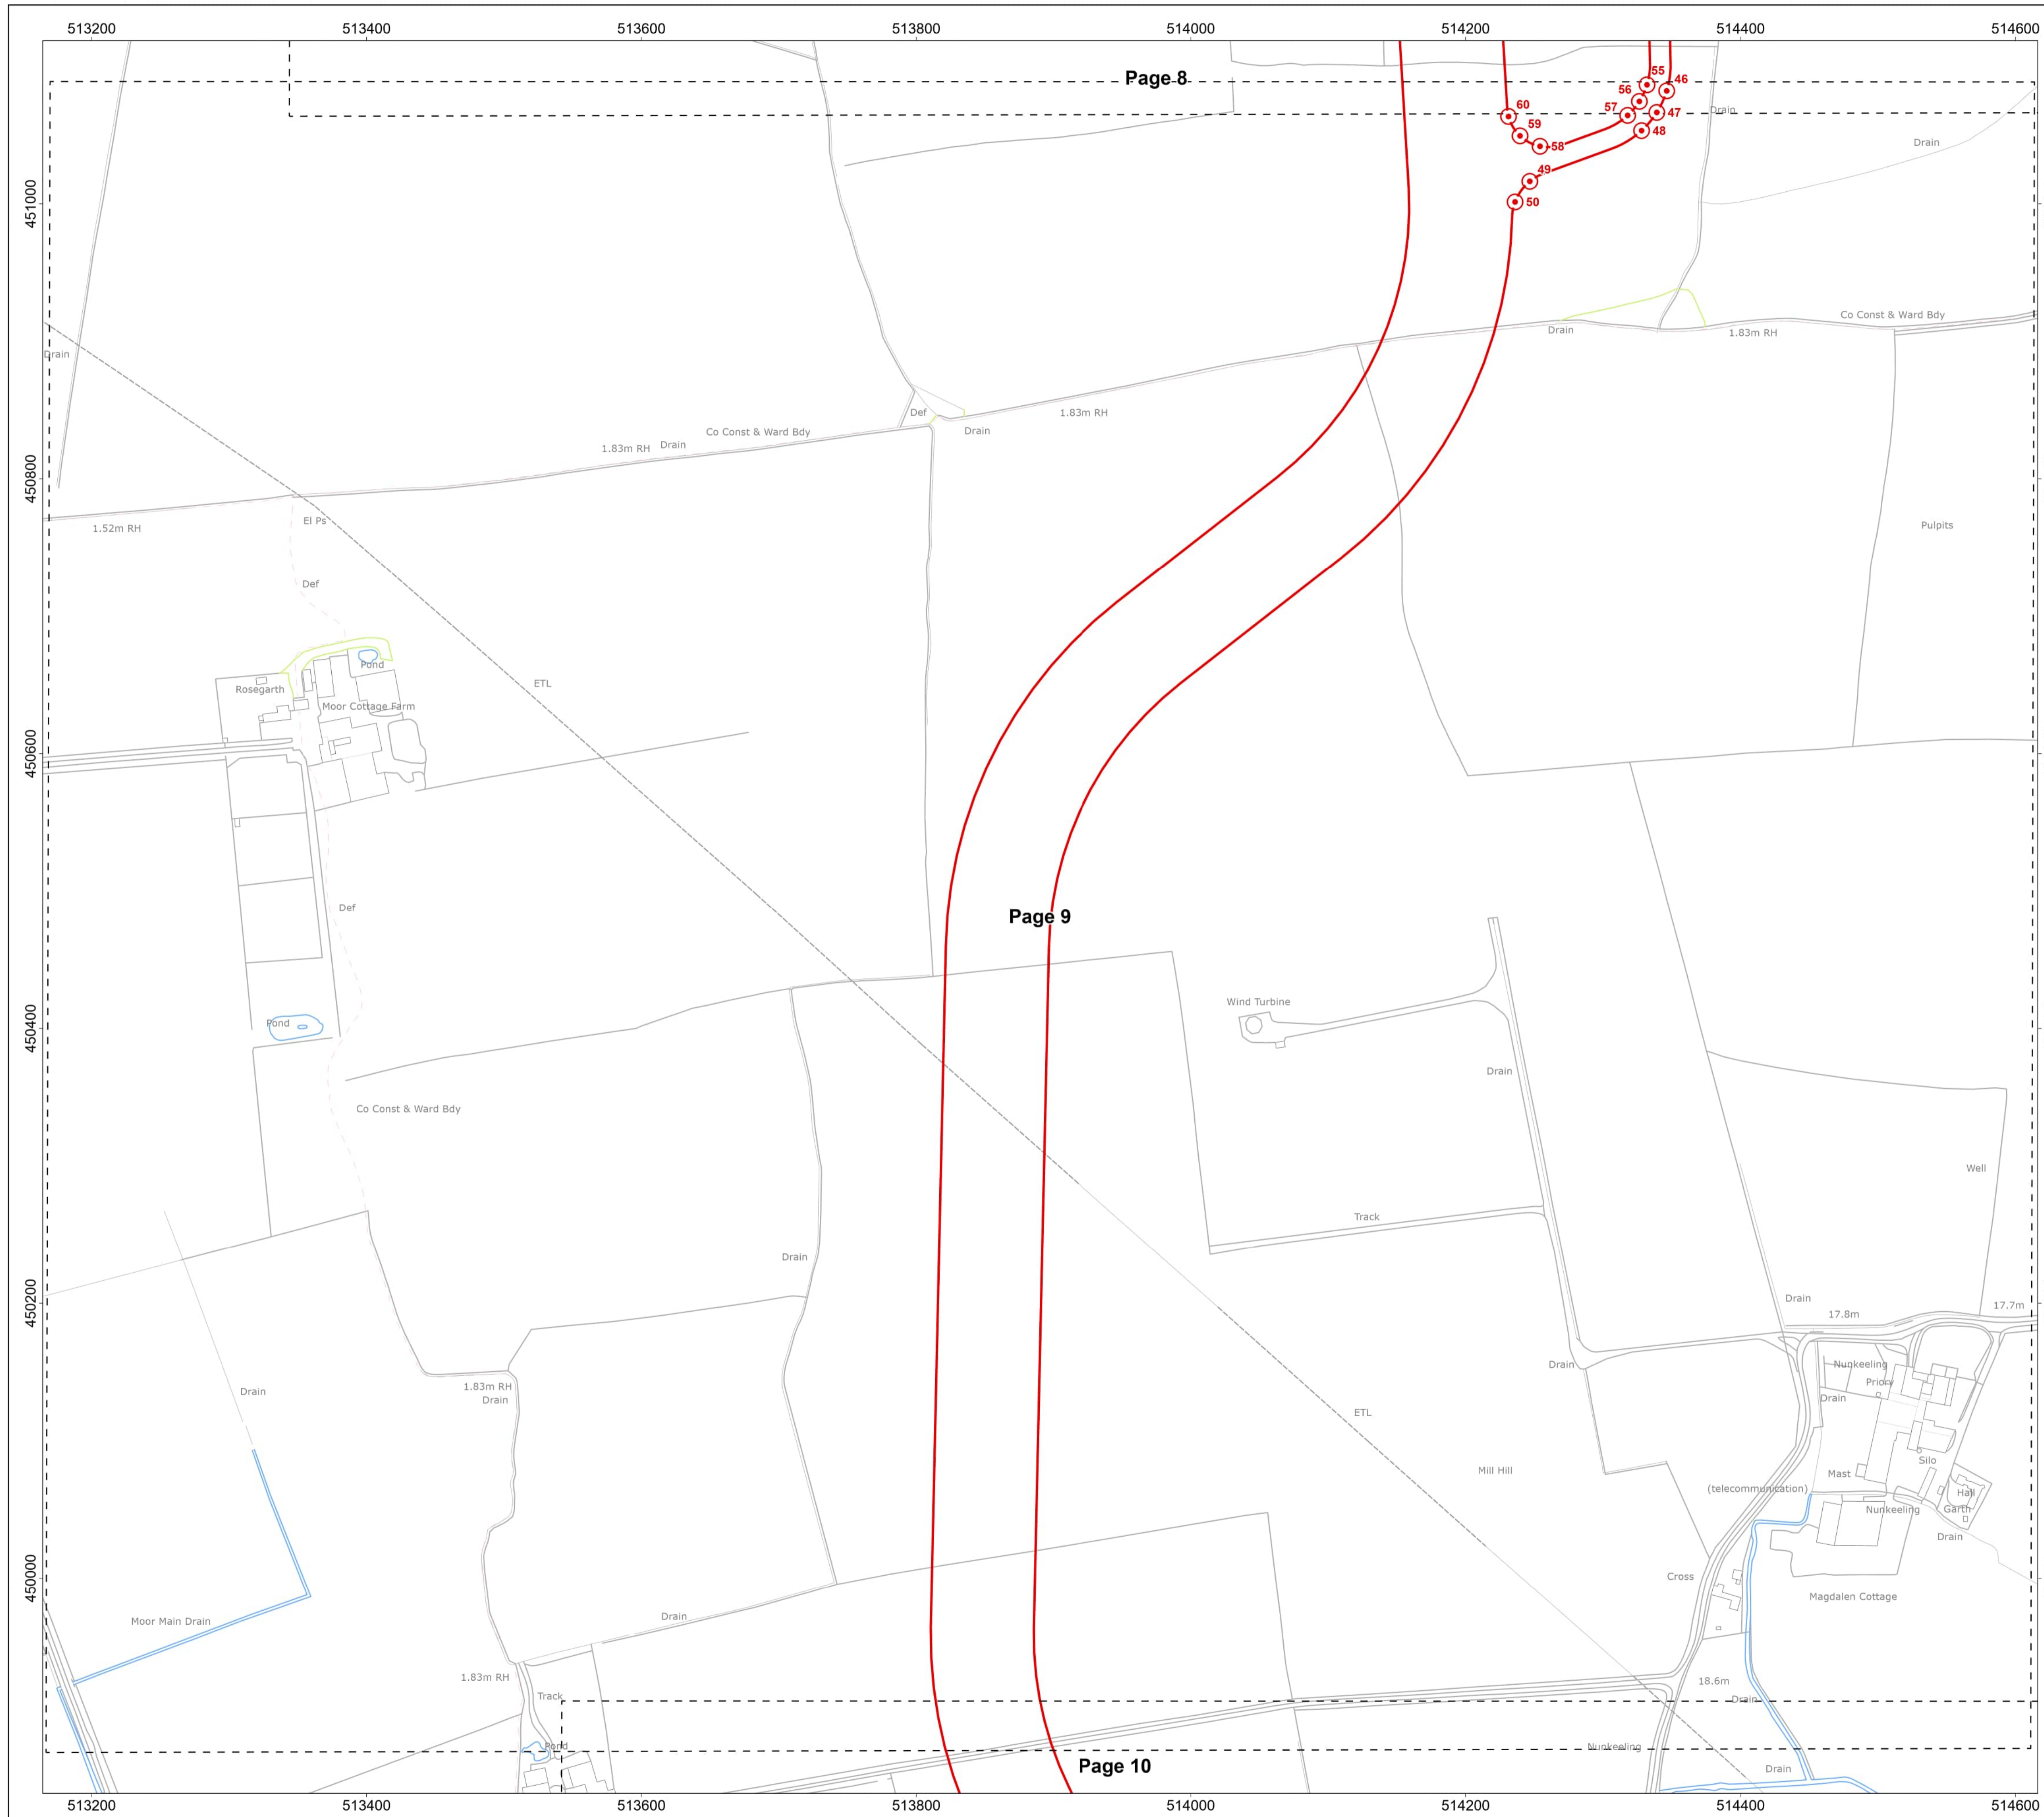 513200 513400 513600 513800 514000 514200 514400 514600
Page 8
55
46
56
57
47
60
59
48
58
49
50
Drain
Drain
451000
Co Const & Ward Bdy
Drain
1.83m RH
Drain
Def
1.83m RH
Drain
Co Const & Ward Bdy
1.83m RH
Drain
450800
1.52m RH
El Ps
Pulpits
Def
Pond
Rosegarth
Moor Cottage Farm
ETL
450600
Def
Page 9
Wind Turbine
Pond
450400
Drain
Co Const & Ward Bdy
Well
Track
Drain
450200
Drain
17.8m
17.7m
Drain
Nunkeeling
Priory
Drain
1.83m RH
Drain
Drain
ETL
Mill Hill
Silo
Mast
(telecommunication)
Hall
Nunkeeling
Garth
Drain
450000
Cross
Magdalen Cottage
Moor Main Drain
Drain
1.83m RH
18.6m
Track
Drain
Pond
Nunkeeling
Page 10
Drain
513200 513400 513600 513800 514000 514200 514400 514600